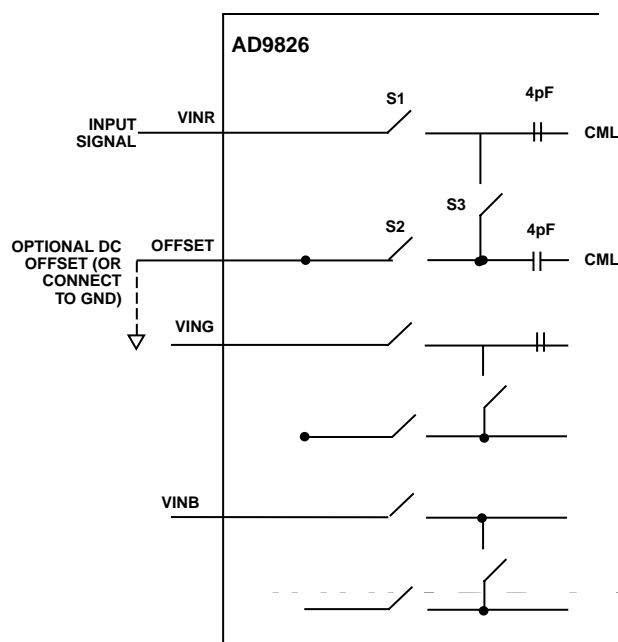 AD9826
S1
4pF
INPUT
SIGNAL
VINR
CML
S3
S2
4pF
OPTIONAL DC
OFFSET (OR
CONNECT
TO GND)
OFFSET
CML
VING
VINB